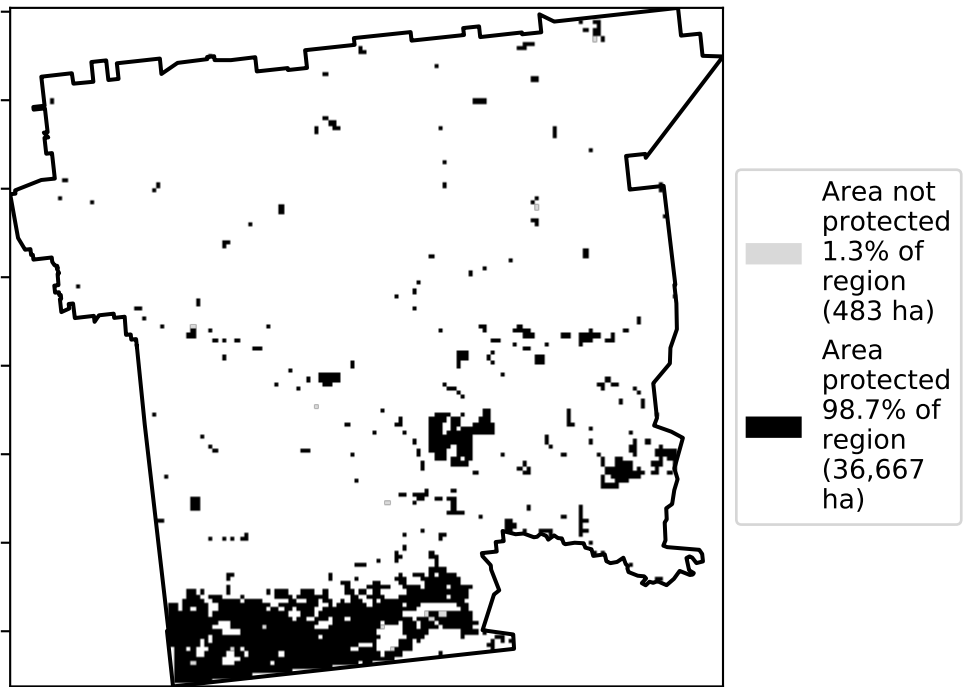 Area not
protected
1.3% of
region
(483 ha)
Area
protected
98.7% of
region
(36,667
ha)